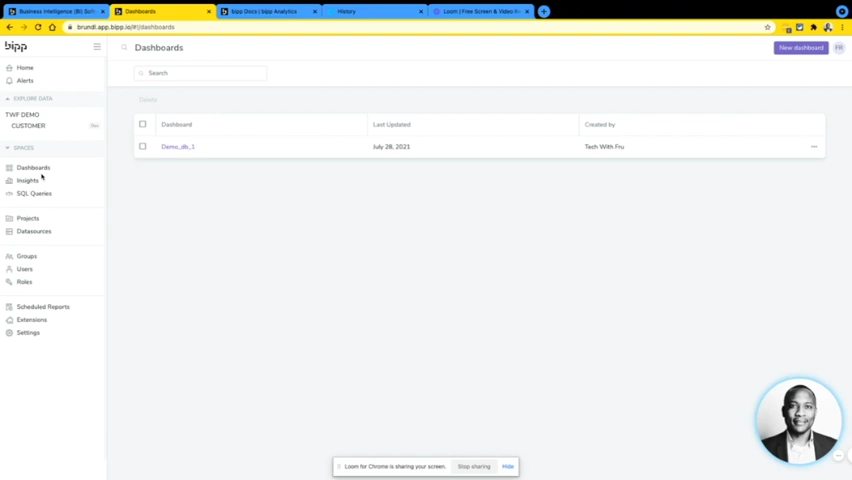 Business Intelligence (BI) Soft
Dashboards
bipp Docs | bipp Analytics
History
Loom | Free Screen & Video Re
brundl.app.bipp.io/#!/dashboards
bipp
Dashboards
New dashboard
FR
Home
Alerts
Search
EXPLORE DATA
Delete
TWF DEMO
CUSTOMER
Dev
Dashboard
Last Updated
Created by
Demo_db_1
July 28, 2021
Tech With Fru
SPACES
Dashboards
Insights
SQL Queries
Projects
Datasources
Groups
Users
Roles
Scheduled Reports
Extensions
Settings
Loom for Chrome is sharing your screen.
Stop sharing
Hide